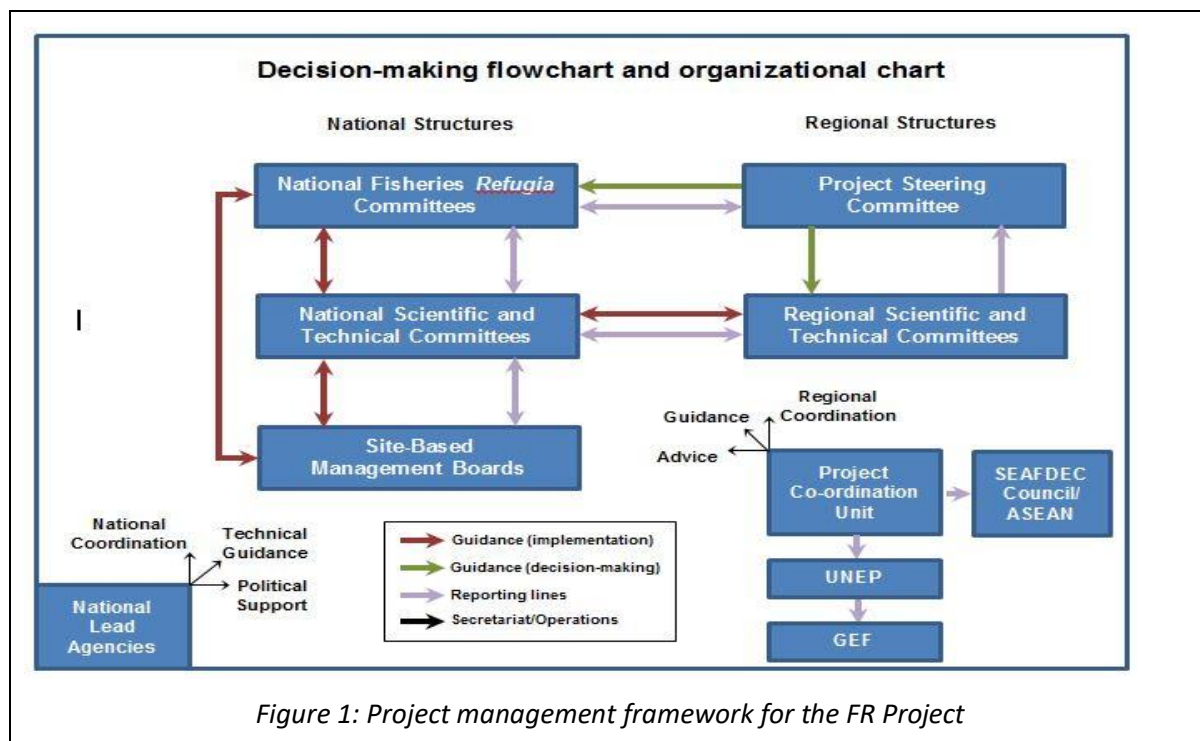 Decision-making flowchart and organizational chart
National Structures
Regional Structures
National Fisheries Refugia
Committees
Project Steering
Committee
National Scientific and
Technical Committees
Regional Scientific and
Technical Committees
I
Site-Based
Management Boards
Regional
Coordination
Guidance
Advice
Project
Co-ordination
Unit
SEAFDEC
Council/
ASEAN
UNEP
GEF
National
Coordination
Technical
Guidance
Political
Support
National
Lead
Agencies
Guidance (implementation)
Guidance (decision-making)
Reporting lines
Secretariat/Operations
Figure 1: Project management framework for the FR Project